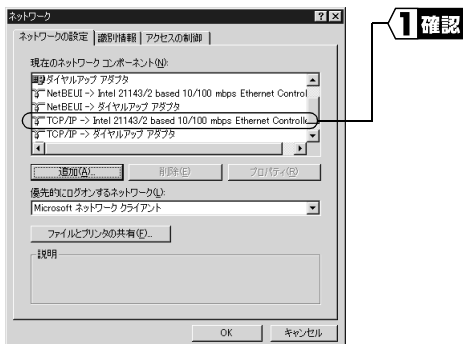 ネットワーク
1 確認
ネットワークの設定 識別情報 アクセスの制御
現在のネットワーク コンポーネント(N):
ダイヤルアップ アダプタ
NetBEUI -> Intel 21143/2 based 10/100 mbps Ethernet Control
NetBEUI -> ダイヤルアップ アダプタ
TCP/IP -> Intel 21143/2 based 10/100 mbps Ethernet Controlle
TCP/IP -> ダイヤルアップ アダプタ
追加(A)... 削除(E) プロパティ(R)
優先的にログオンするネットワーク(L):
Microsoft ネットワーク クライアント
ファイルとプリンタの共有(F)...
説明
OK キャンセル